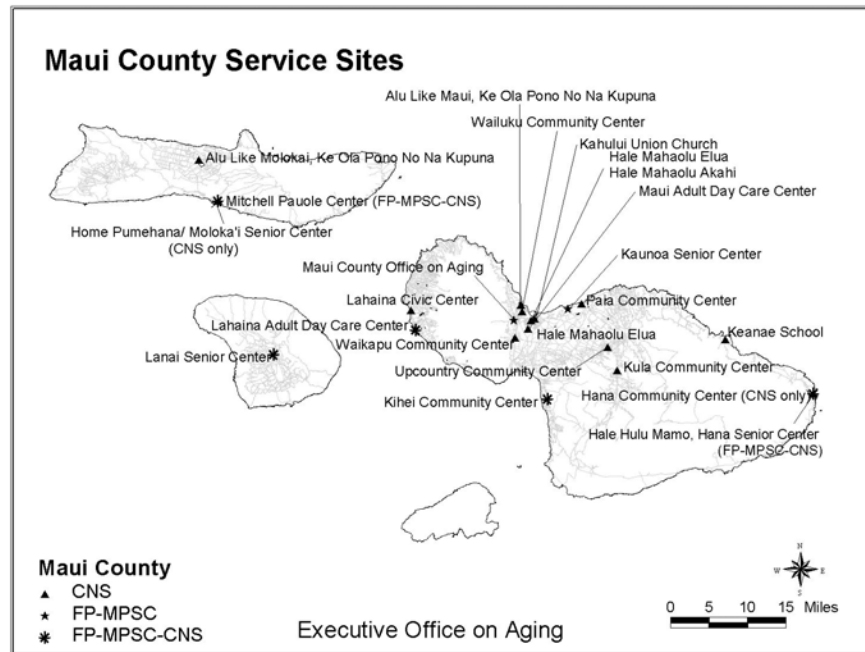 Maui County Service Sites
Alu Like Maui, Ke Ola Pono No Na Kupuna
Wailuku Community Center
Kahului Union Church
Hale Mahaolu Elua
Hale Mahaolu Akahi
Maui Adult Day Care Center
Alu Like Molokai, Ke Ola Pono No Na Kupuna
Mitchell Pauole Center (FP-MPSC-CNS)
Home Pumehana/ Moloka'i Senior Center
(CNS only)
Kaunoa Senior Center
Maui County Office on Aging
Lahaina Civic Center
Paia Community Center
Lahaina Adult Day Care Center
Hale Mahaolu Elua
Keanae School
Waikapu Community Center
Lanai Senior Center
Upcountry Community Center
Kula Community Center
Hana Community Center (CNS only)
Kihei Community Center
Hale Hulu Mamo, Hana Senior Center
(FP-MPSC-CNS)
Maui County
CNS
FP-MPSC
FP-MPSC-CNS
Executive Office on Aging
N
W E
S
0 5 10 15 Miles